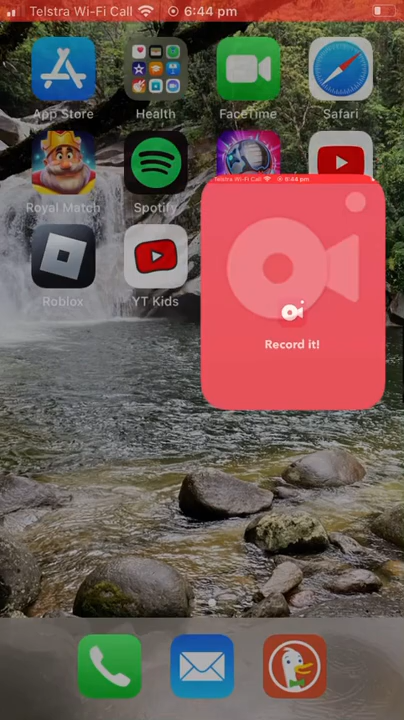 Telstra Wi-Fi Call 6:44 pm
App Store Health FaceTime Safari
Royal Match Spotify
Telstra Wi-Fi Call 6:44 pm
Roblox YT Kids
Record it!